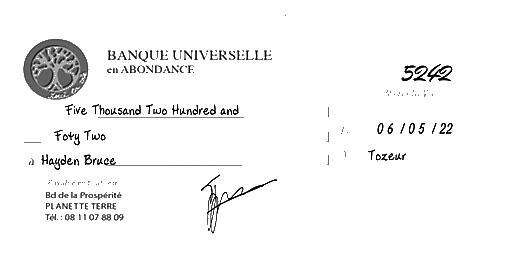 BANQUE UNIVERSELLE
en ABONDANCE
5242
Five Thousand Two Hundred and
Foty Two
06/05/22
à Hayden Bruce
Tozeur
Bd de la Prospérité
PLANETTE TERRE
Tél. : 08 11 07 88 09